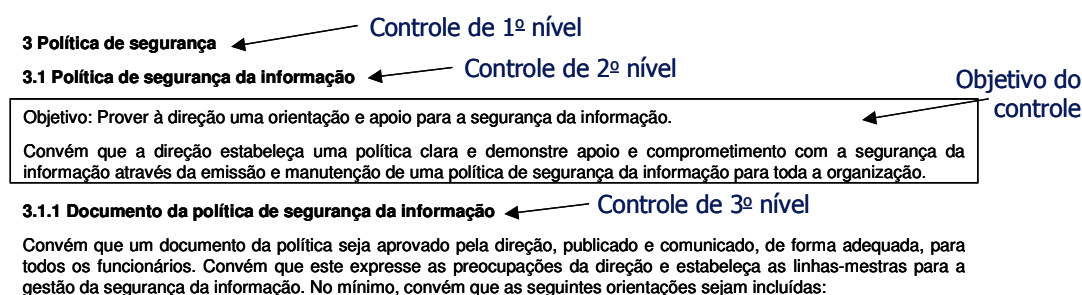 3 Política de segurança
Controle de 1º nível
3.1 Política de segurança da informação
Controle de 2º nível
Objetivo do
controle
Objetivo: Prover à direção uma orientação e apoio para a segurança da informação.
Convém que a direção estabeleça uma política clara e demonstre apoio e comprometimento com a segurança da
informação através da emissão e manutenção de uma política de segurança da informação para toda a organização.
3.1.1 Documento da política de segurança da informação
Controle de 3º nível
Convém que um documento da política seja aprovado pela direção, publicado e comunicado, de forma adequada, para
todos os funcionários. Convém que este expresse as preocupações da direção e estabeleça as linhas-mestras para a
gestão da segurança da informação. No mínimo, convém que as seguintes orientações sejam incluídas: